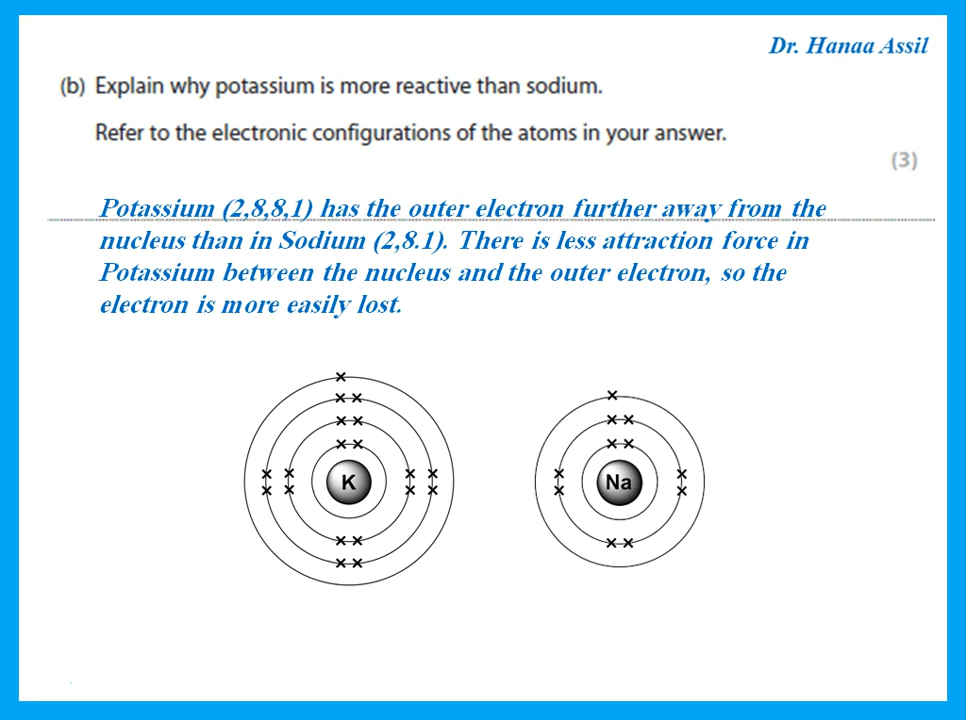 Dr. Hanaa Assil
(b) Explain why potassium is more reactive than sodium.
Refer to the electronic configurations of the atoms in your answer.
(3)
Potassium (2,8,8,1) has the outer electron further away from the
nucleus than in Sodium (2,8.1). There is less attraction force in
Potassium between the nucleus and the outer electron, so the
electron is more easily lost.
K
Na